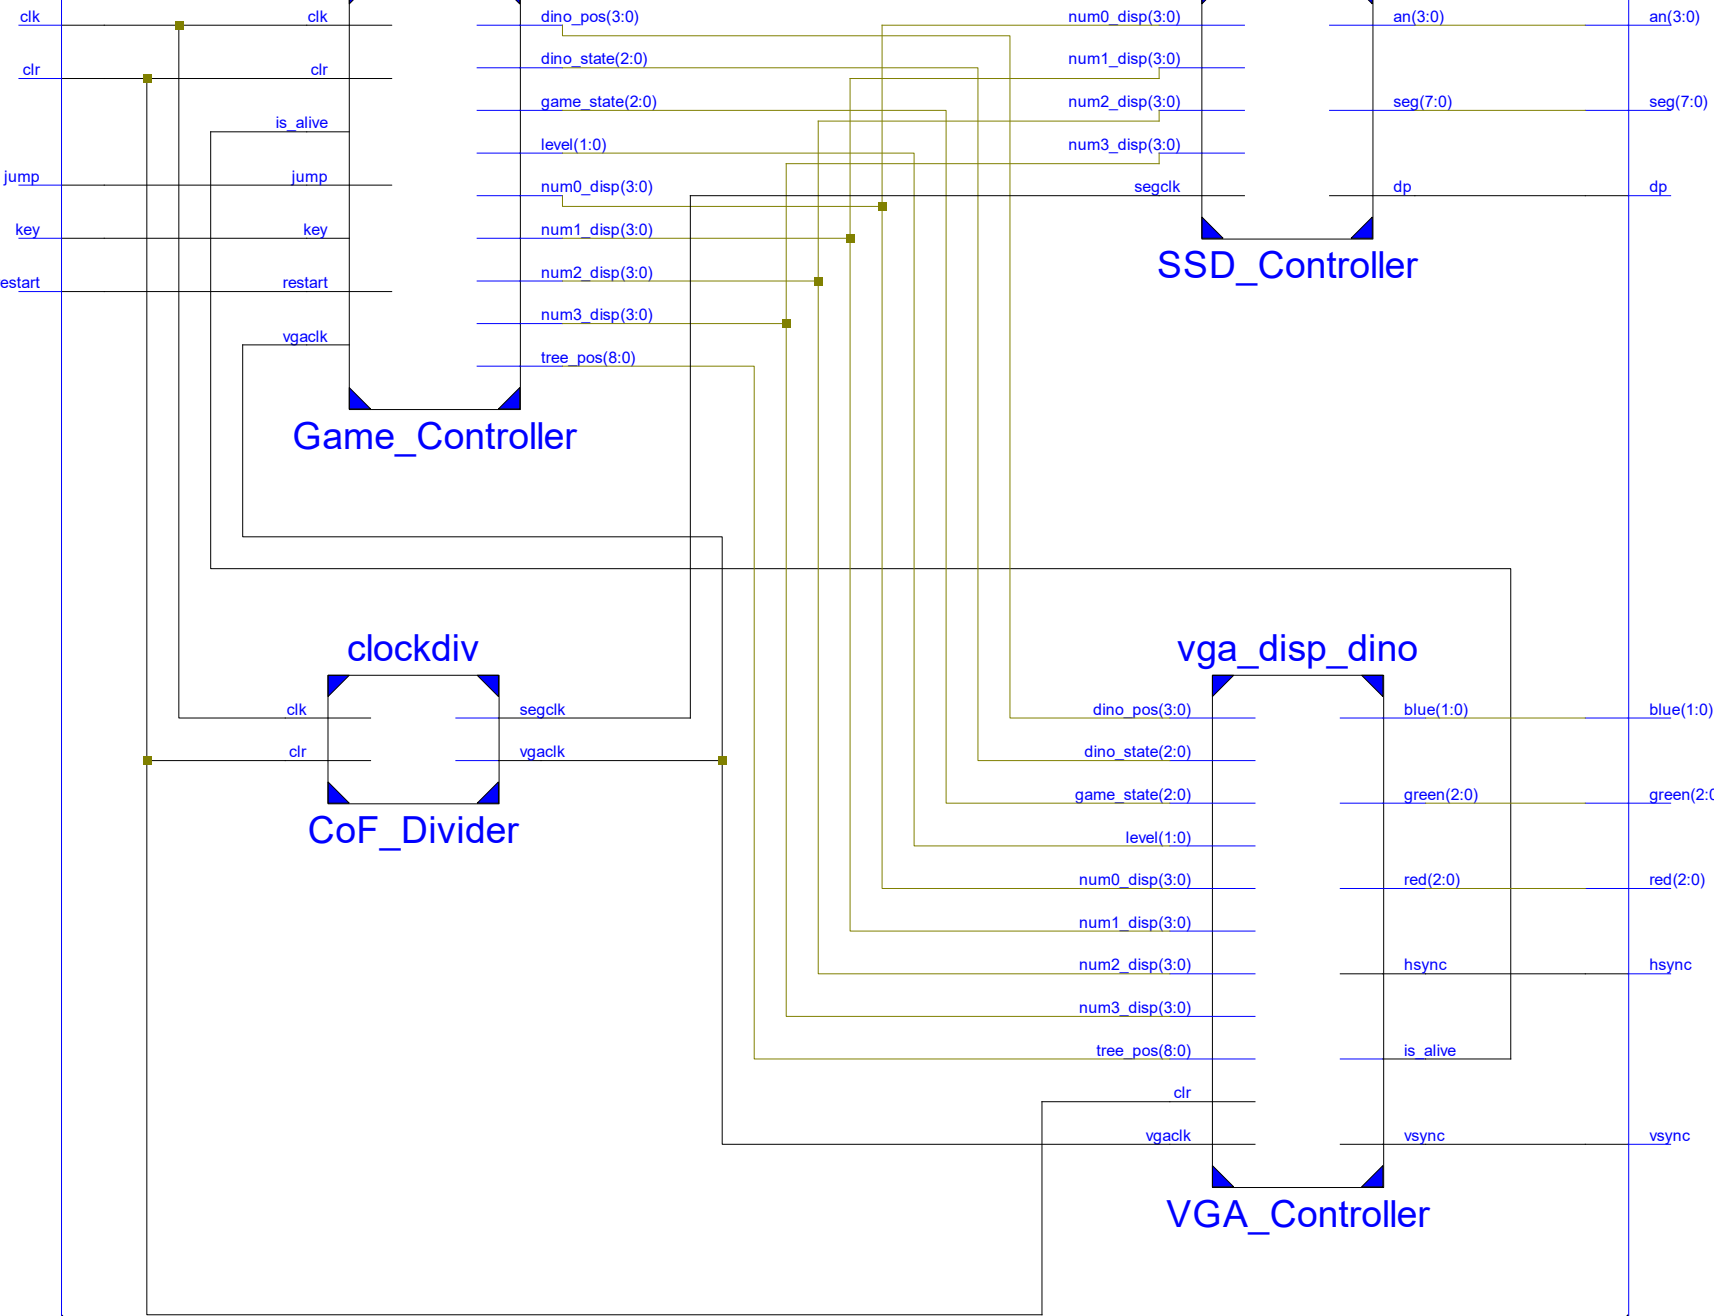 clk
clr
jump
key
estart
clk
clr
is_alive
jump
key
restart
vgaclk
dino_pos(3:0)
dino_state(2:0)
game_state(2:0)
level(1:0)
num0_disp(3:0)
num1_disp(3:0)
num2_disp(3:0)
num3_disp(3:0)
tree_pos(8:0)
Game_Controller
num0_disp(3:0)
num1_disp(3:0)
num2_disp(3:0)
num3_disp(3:0)
segclk
an(3:0)
seg(7:0)
dp
SSD_Controller
an(3:0)
seg(7:0)
dp
clockdiv
clk
clr
segclk
vgaclk
CoF_Divider
vga_disp_dino
dino_pos(3:0)
dino_state(2:0)
game_state(2:0)
level(1:0)
num0_disp(3:0)
num1_disp(3:0)
num2_disp(3:0)
num3_disp(3:0)
tree_pos(8:0)
clr
vgaclk
blue(1:0)
green(2:0)
red(2:0)
hsync
is_alive
vsync
VGA_Controller
blue(1:0)
green(2:0
red(2:0)
hsync
vsync